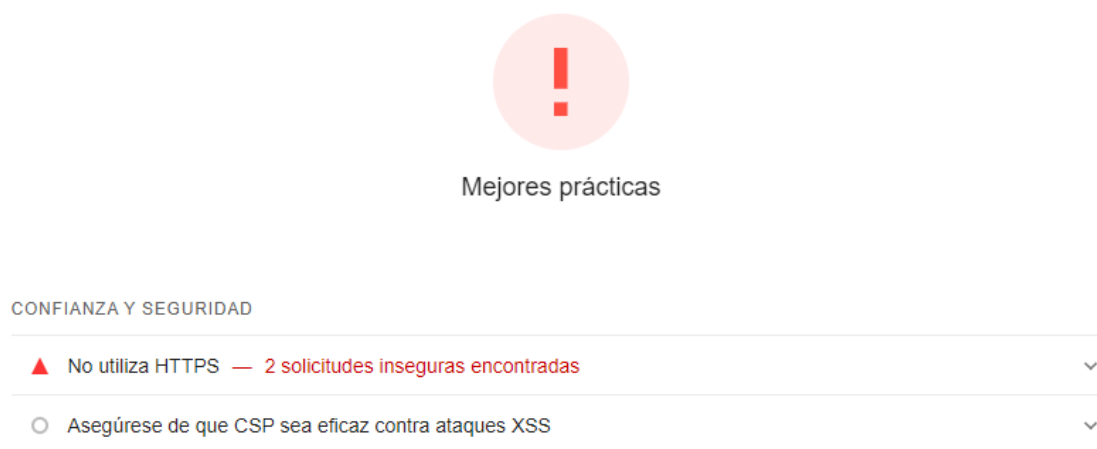 !
Mejores prácticas
CONFIANZA Y SEGURIDAD
No utiliza HTTPS — 2 solicitudes inseguras encontradas
Asegúrese de que CSP sea eficaz contra ataques XSS